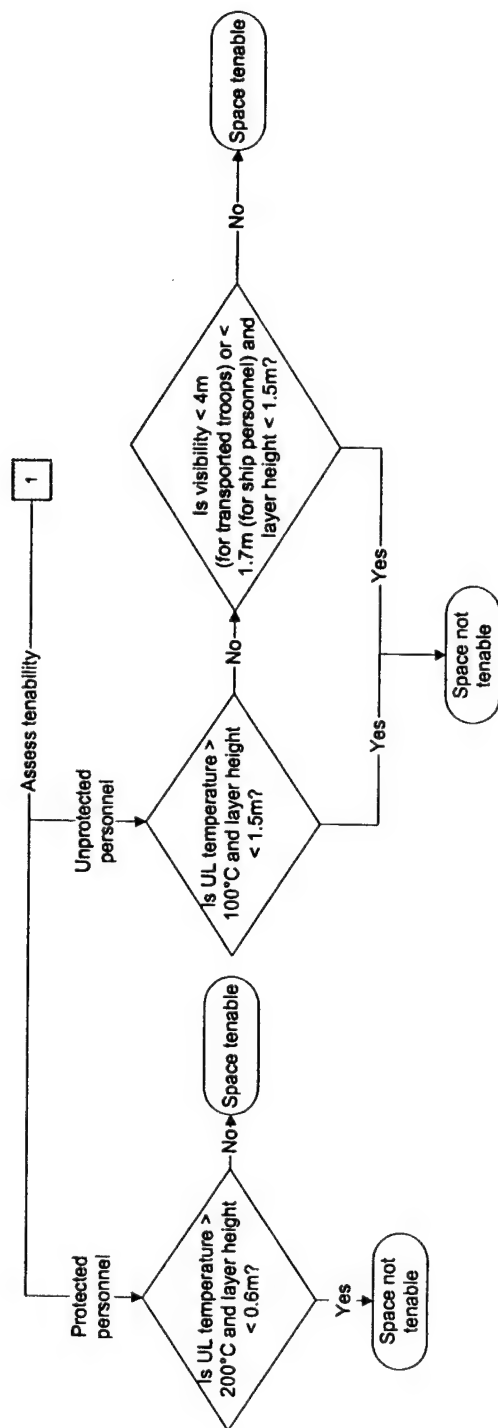 1
Assess tenability
Protected
personnel
Is UL temperature >
200°C and layer height
< 0.6m?
No
Space tenable
Yes
Space not
tenable
Unprotected
personnel
Is UL temperature >
100°C and layer height
< 1.5m?
No
Yes
Is visibility < 4m
(for transported troops) or <
1.7m (for ship personnel) and
layer height < 1.5m?
No
Space tenable
Yes
Space not
tenable